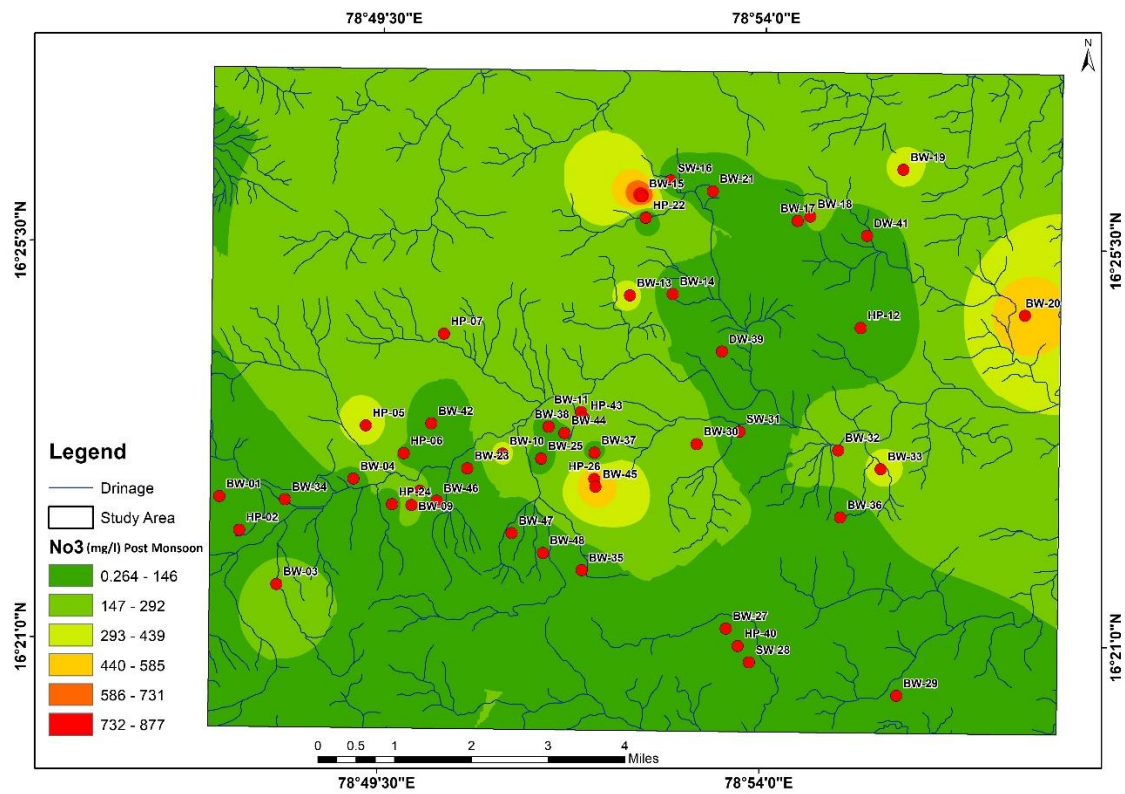 78°49'30"E
78°54'0"E
N
BW-19
SW-16
BW-15
BW-21
HP-22
BW-17
BW-18
DW-41
16°25'30"N
16°25'30"N
BW-13
BW-14
BW-20
HP-07
HP-12
DW-39
BW-11
HP-43
BW-38
BW-44
HP-05
BW-42
SW-31
BW-30
BW-10
BW-37
BW-32
HP-06
BW-25
BW-23
BW-33
HP-26
BW-45
BW-04
BW-01
BW-34
HP-24
BW-46
BW-09
BW-36
HP-02
BW-47
BW-48
BW-35
BW-03
BW-27
HP-40
SW-28
BW-29
16°21'0"N
16°21'0"N
Legend
Drinage
Study Area
No3 (mg/l) Post Monsoon
0.264 - 146
147 - 292
293 - 439
440 - 585
586 - 731
732 - 877
0 0.5 1 2 3 4
Miles
78°49'30"E
78°54'0"E